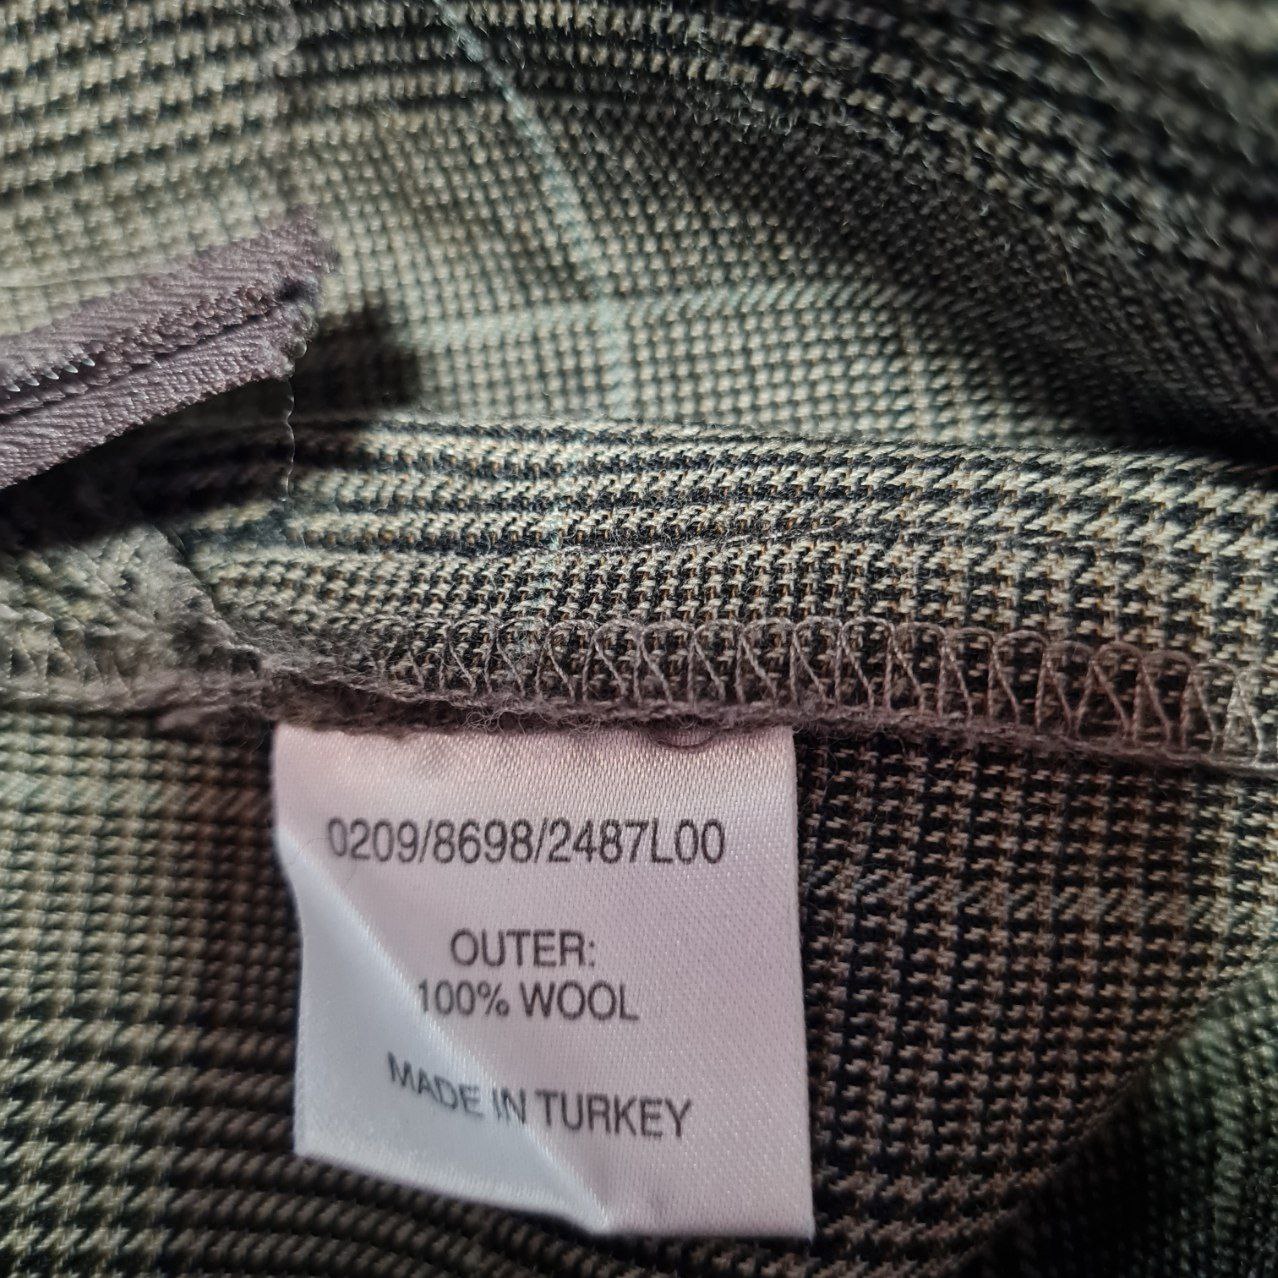 0209/8698/2487L00
OUTER:
100% WOOL
MADE IN TURKEY